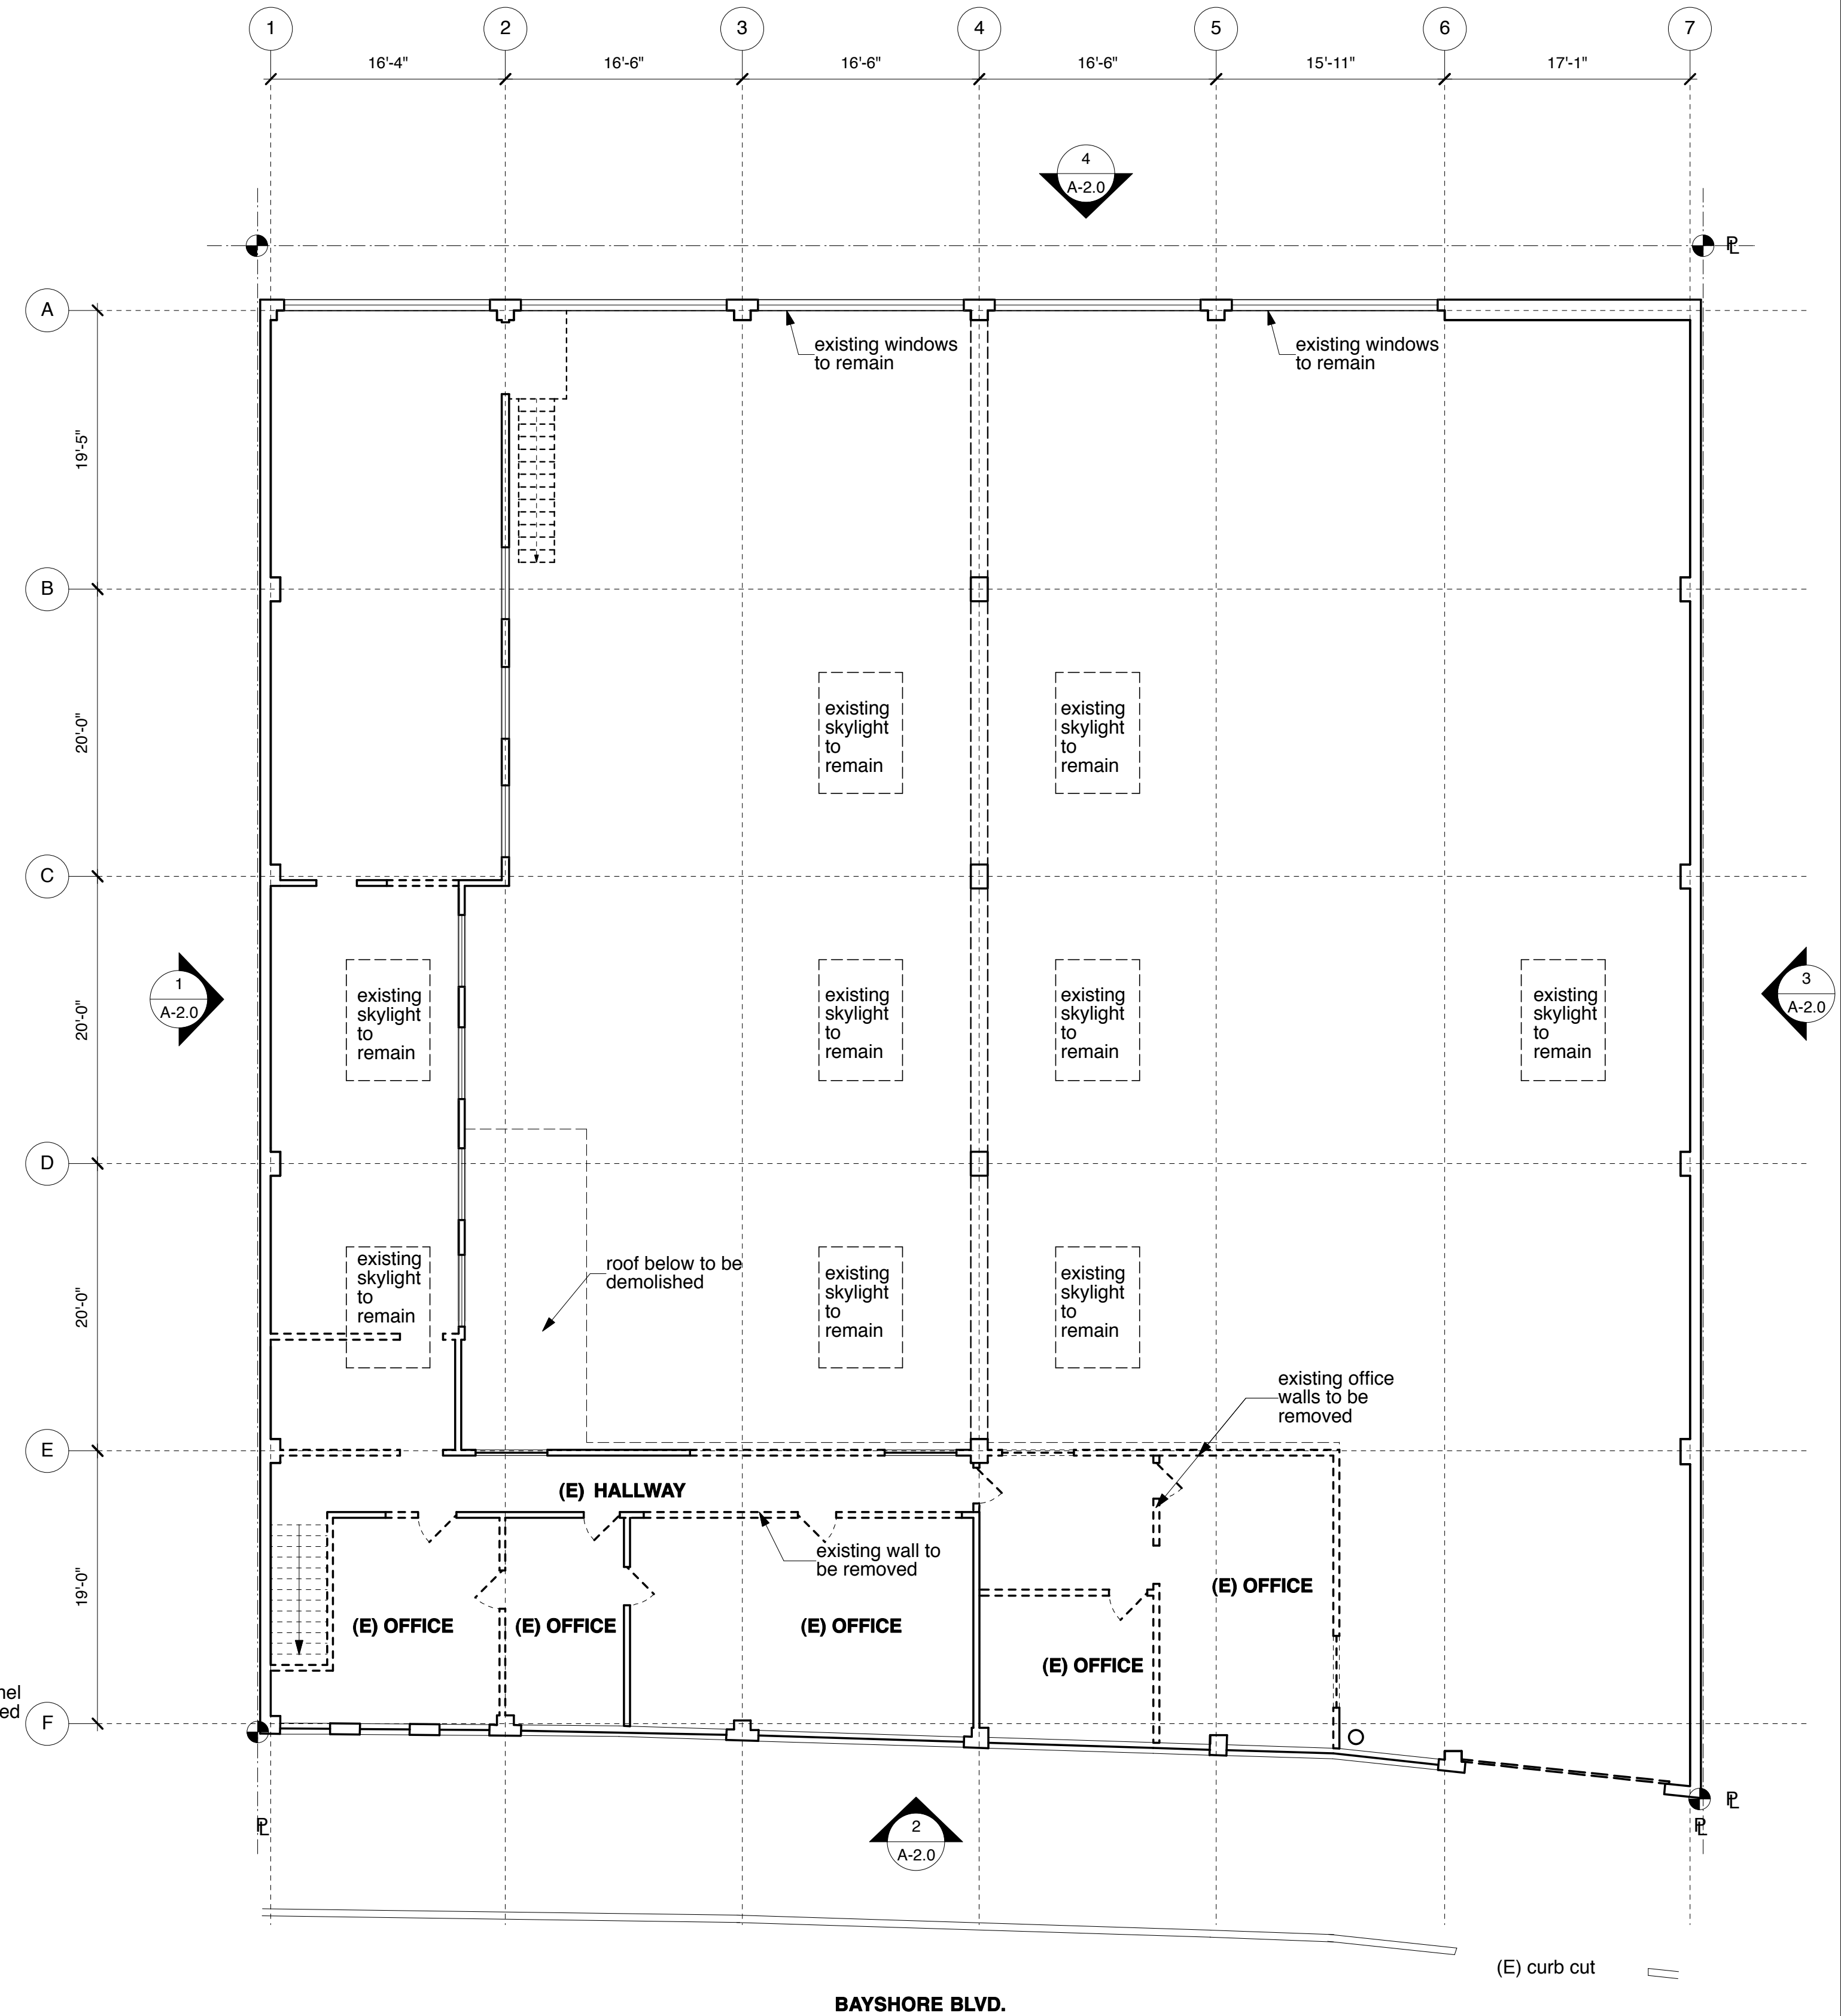 1 2 3 4 5 6 7
16'-4" 16'-6" 16'-6" 16'-6" 15'-11" 17'-1"
4
A-2.0
PL
A
existing windows
to remain
existing windows
to remain
19'-5"
B
20'-0"
existing
skylight
to
remain
existing
skylight
to
remain
C
1
A-2.0
20'-0"
existing
skylight
to
remain
existing
skylight
to
remain
existing
skylight
to
remain
existing
skylight
to
remain
3
A-2.0
D
20'-0"
existing
skylight
to
remain
roof below to be
demolished
existing
skylight
to
remain
existing
skylight
to
remain
existing office
walls to be
removed
E
(E) HALLWAY
19'-0"
existing wall to
be removed
(E) OFFICE
(E) OFFICE
(E) OFFICE
(E) OFFICE
(E) OFFICE
nel
ed
F
PL
PL
PL
2
A-2.0
(E) curb cut
BAYSHORE BLVD.